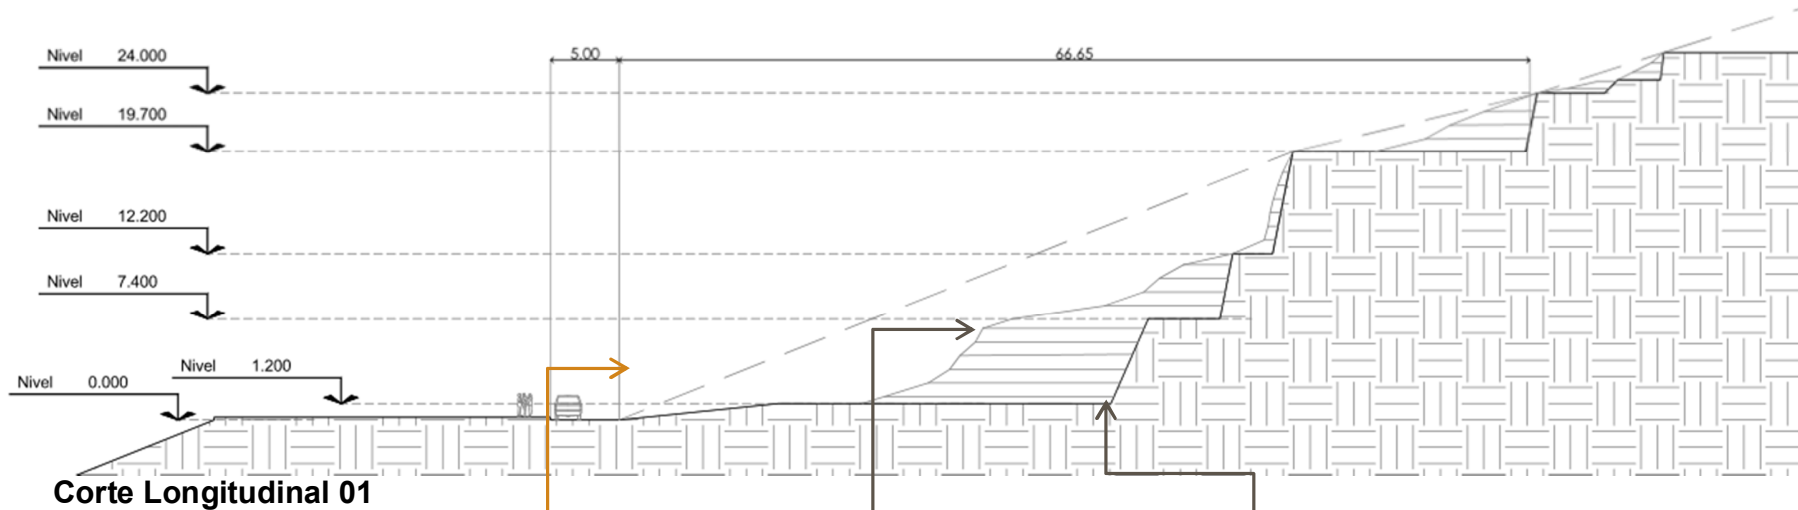 5.00 66.65
Nivel 24.000
Nivel 19.700
Nivel 12.200
Nivel 7.400
Nivel 1.200
Nivel 0.000
Corte Longitudinal 01